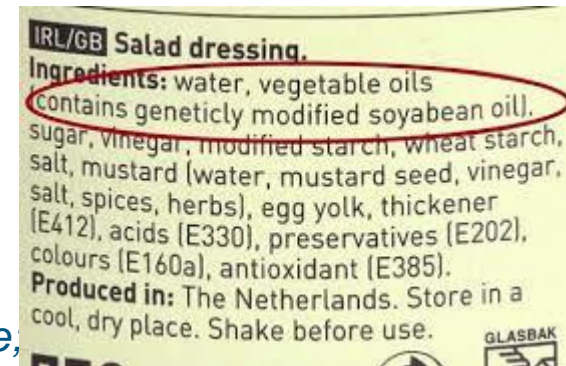 IRL/GB Salad dressing.
Ingredients: water, vegetable oils
(contains geneticly modified soyabean oil),
sugar, vinegar, modified starch, wheat starch,
salt, mustard (water, mustard seed, vinegar,
salt, spices, herbs), egg yolk, thickener
(E412), acids (E330), preservatives (E202),
colours (E160a), antioxidant (E385).
Produced in: The Netherlands. Store in a
cool, dry place. Shake before use.
e,
GLASBAK